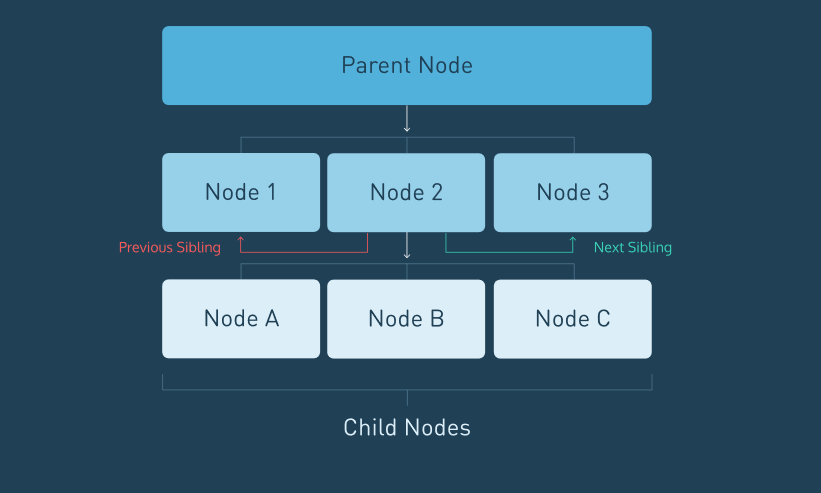 Parent Node
Node 1
Node 2
Node 3
Previous Sibling
Next Sibling
Node A
Node B
Node C
Child Nodes